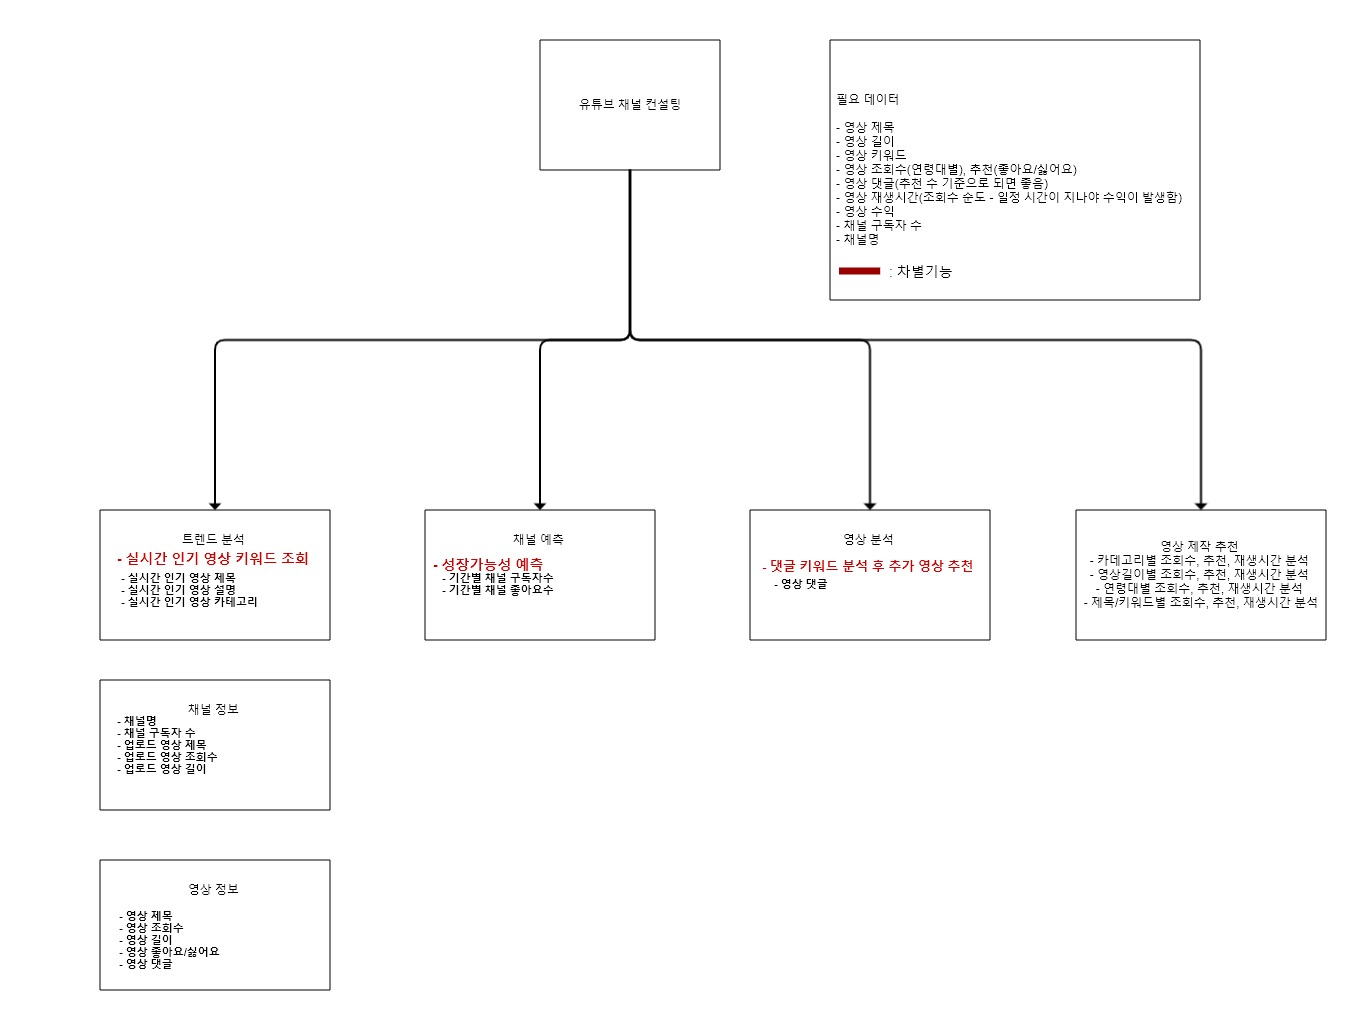 유튜브 채널 컨설팅
필요 데이터
- 영상 제목
- 영상 길이
- 영상 키워드
- 영상 조회수(연령대별), 추천(좋아요/싫어요)
- 영상 댓글(추천 수 기준으로 되면 좋음)
- 영상 재생시간(조회수 순도 - 일정 시간이 지나야 수익이 발생함)
- 영상 수익
- 채널 구독자 수
- 채널명
: 차별기능
트렌드 분석
- 실시간 인기 영상 키워드 조회
- 실시간 인기 영상 제목
- 실시간 인기 영상 설명
- 실시간 인기 영상 카테고리
채널 예측
- 성장가능성 예측
- 기간별 채널 구독자수
- 기간별 채널 좋아요수
영상 분석
- 댓글 키워드 분석 후 추가 영상 추천
- 영상 댓글
영상 제작 추천
- 카데고리별 조회수, 추천, 재생시간 분석
- 영상길이별 조회수, 추천, 재생시간 분석
- 연령대별 조회수, 추천, 재생시간 분석
- 제목/키워드별 조회수, 추천, 재생시간 분석
채널 정보
- 채널명
- 채널 구독자 수
- 업로드 영상 제목
- 업로드 영상 조회수
- 업로드 영상 길이
영상 정보
- 영상 제목
- 영상 조회수
- 영상 길이
- 영상 좋아요/싫어요
- 영상 댓글